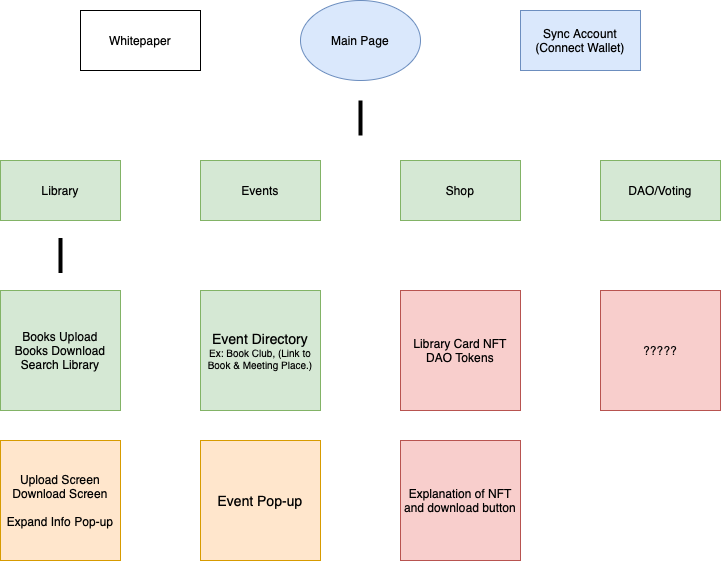 Whitepaper
Main Page
Sync Account
(Connect Wallet)
Library
Events
Shop
DAO/Voting
Books Upload
Books Download
Search Library
Event Directory
Ex: Book Club, (Link to
Book & Meeting Place.)
Library Card NFT
DAO Tokens
?????
Upload Screen
Download Screen
Expand Info Pop-up
Event Pop-up
Explanation of NFT
and download button